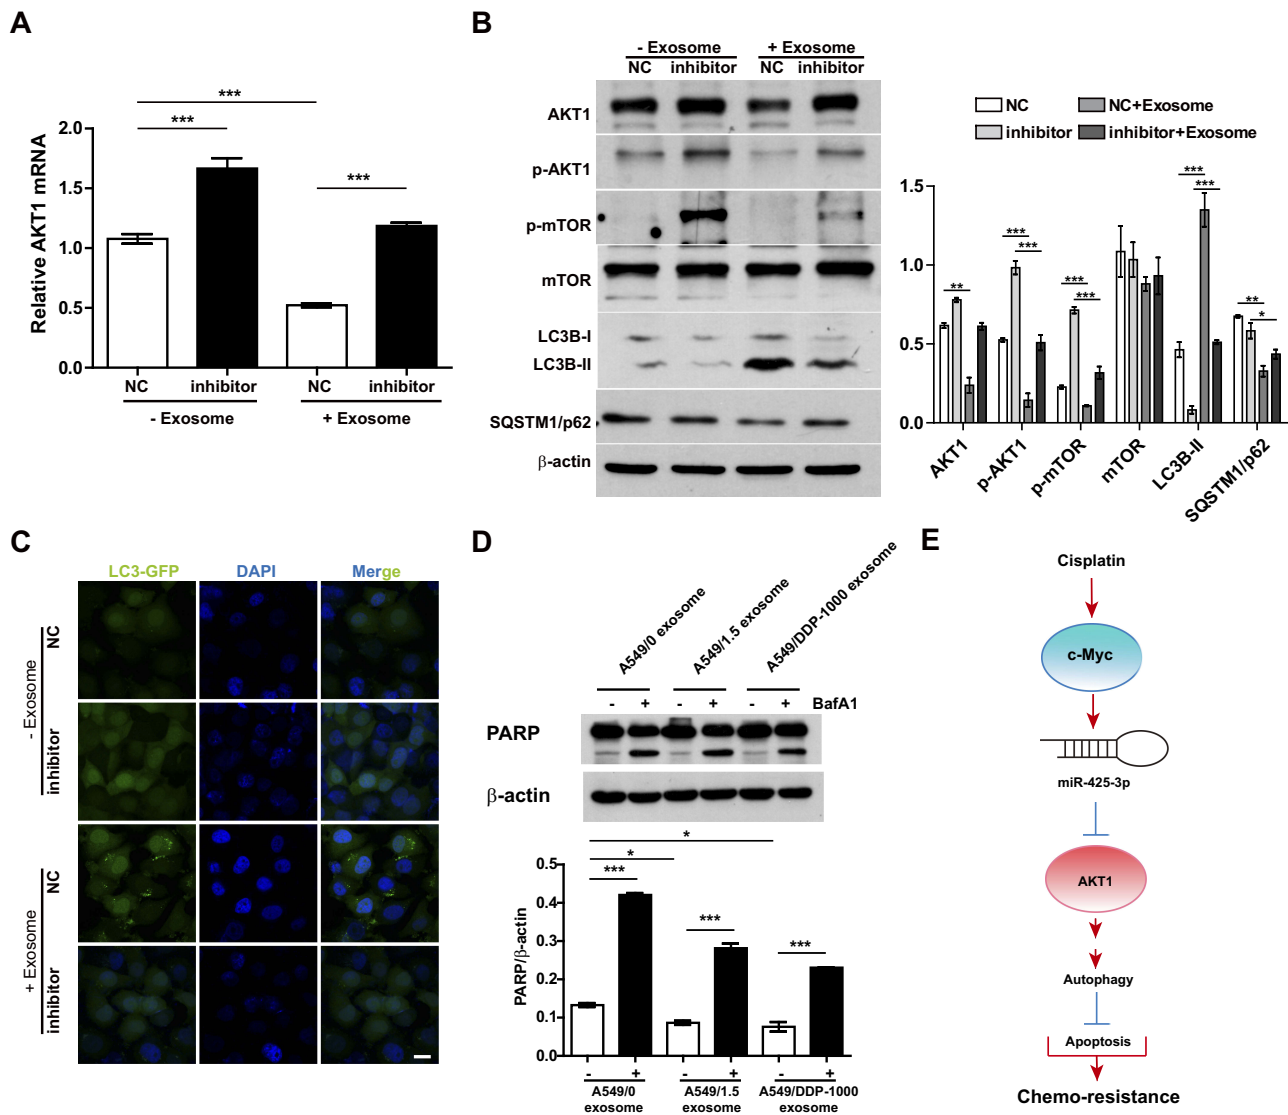 A
Relative AKT1 mRNA
2.0
1.5
1.0
0.5
0.0
***
***
***
NC
inhibitor
NC
inhibitor
- Exosome
+ Exosome
B
- Exosome
+ Exosome
NC inhibitor NC inhibitor
AKT1
p-AKT1
p-mTOR
mTOR
LC3B-I
LC3B-II
SQSTM1/p62
β-actin
NC
NC+Exosome
inhibitor
inhibitor+Exosome
1.5
1.0
0.5
0.0
**
***
***
***
***
***
***
**
*
AKT1
p-AKT1
p-mTOR
mTOR
LC3B-II
SQSTM1/p62
C
LC3-GFP
DAPI
Merge
- Exosome
NC
inhibitor
+ Exosome
NC
inhibitor
D
A549/0 exosome
A549/1.5 exosome
A549/DDP-1000 exosome
- + - + - + BafA1
PARP
β-actin
PARP/β-actin
0.5
0.4
0.3
0.2
0.1
0.0
*
*
***
***
***
- + - + - +
A549/0 exosome
A549/1.5 exosome
A549/DDP-1000 exosome
E
Cisplatin
c-Myc
miR-425-3p
AKT1
Autophagy
Apoptosis
Chemo-resistance